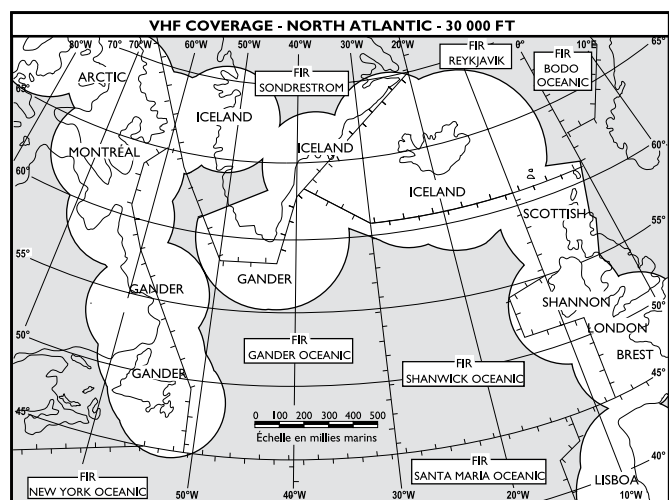 VHF COVERAGE - NORTH ATLANTIC - 30 000 FT
80°W 70° 70°W 60°W 50°W 40°W 30°W 20°W 0° 10°E
FIR
REYKJAVIK
FIR
BODO
OCEANIC
FIR
SONDRESTROM
ARCTIC
65°
65°
ICELAND
ICELAND
MONTRÉAL
60°
60°
ICELAND
SCOTTISH
55°
55°
GANDER
GANDER
SHANNON
50°
50°
LONDON
FIR
GANDER OCEANIC
BREST
GANDER
FIR
SHANWICK OCEANIC
45°
45°
0 100 200 300 400 500
Échelle en millies marins
40°
FIR
NEW YORK OCEANIC
FIR
SANTA MARIA OCEANIC
LISBOA
50°W 40°W 30°W 20°W 10°W